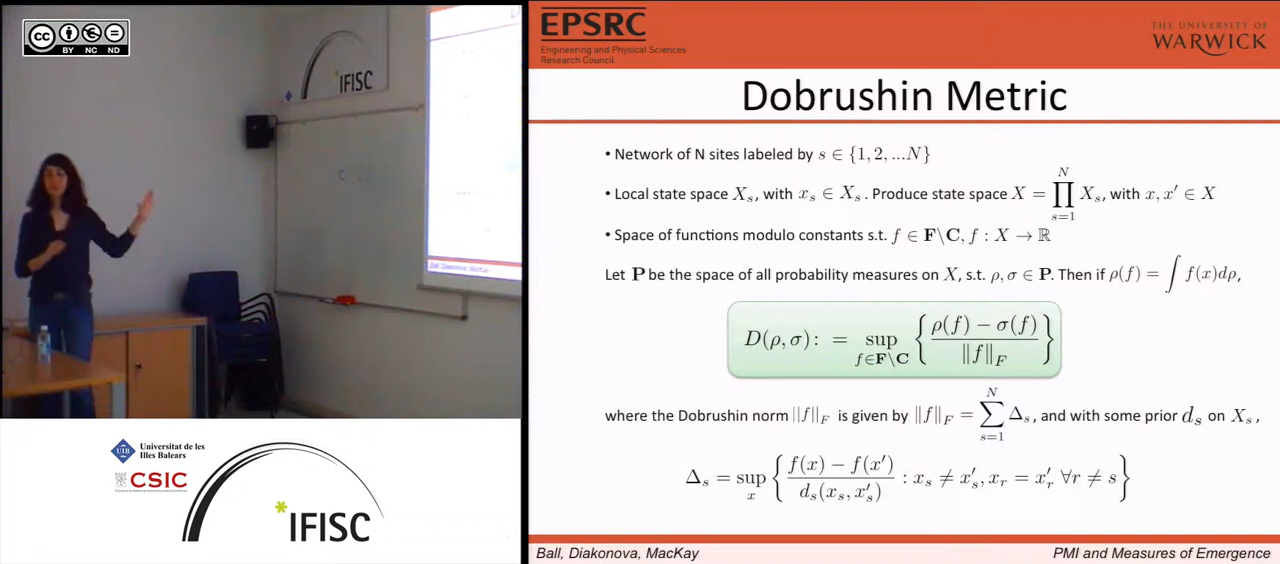 cc BY NC ND
IFISC
Ball, Diakonova, MacKay
Universitat de les
Illes Balears
UIB
CSIC
IFISC
EPSRC
Engineering and Physical Sciences
Research Council
THE UNIVERSITY OF
WARWICK
Dobrushin Metric
• Network of N sites labeled by s ∈ {1, 2, ...N}
• Local state space X_s, with x_s ∈ X_s. Produce state space X = ∏_{s=1}^{N} X_s, with x, x′ ∈ X
• Space of functions modulo constants s.t. f ∈ F\C, f : X → ℝ
Let P be the space of all probability measures on X, s.t. ρ, σ ∈ P. Then if ρ(f) = ∫ f(x)dρ,
D(ρ, σ) : = sup_{f∈F\C} { (ρ(f) − σ(f)) / ‖f‖_F }
where the Dobrushin norm ||f||_F is given by ‖f‖_F = ∑_{s=1}^{N} Δ_s, and with some prior d_s on X_s,
Δ_s = sup_x { (f(x) − f(x′)) / d_s(x_s, x′_s) : x_s ≠ x′_s, x_r = x′_r ∀r ≠ s }
Ball, Diakonova, MacKay
PMI and Measures of Emergence